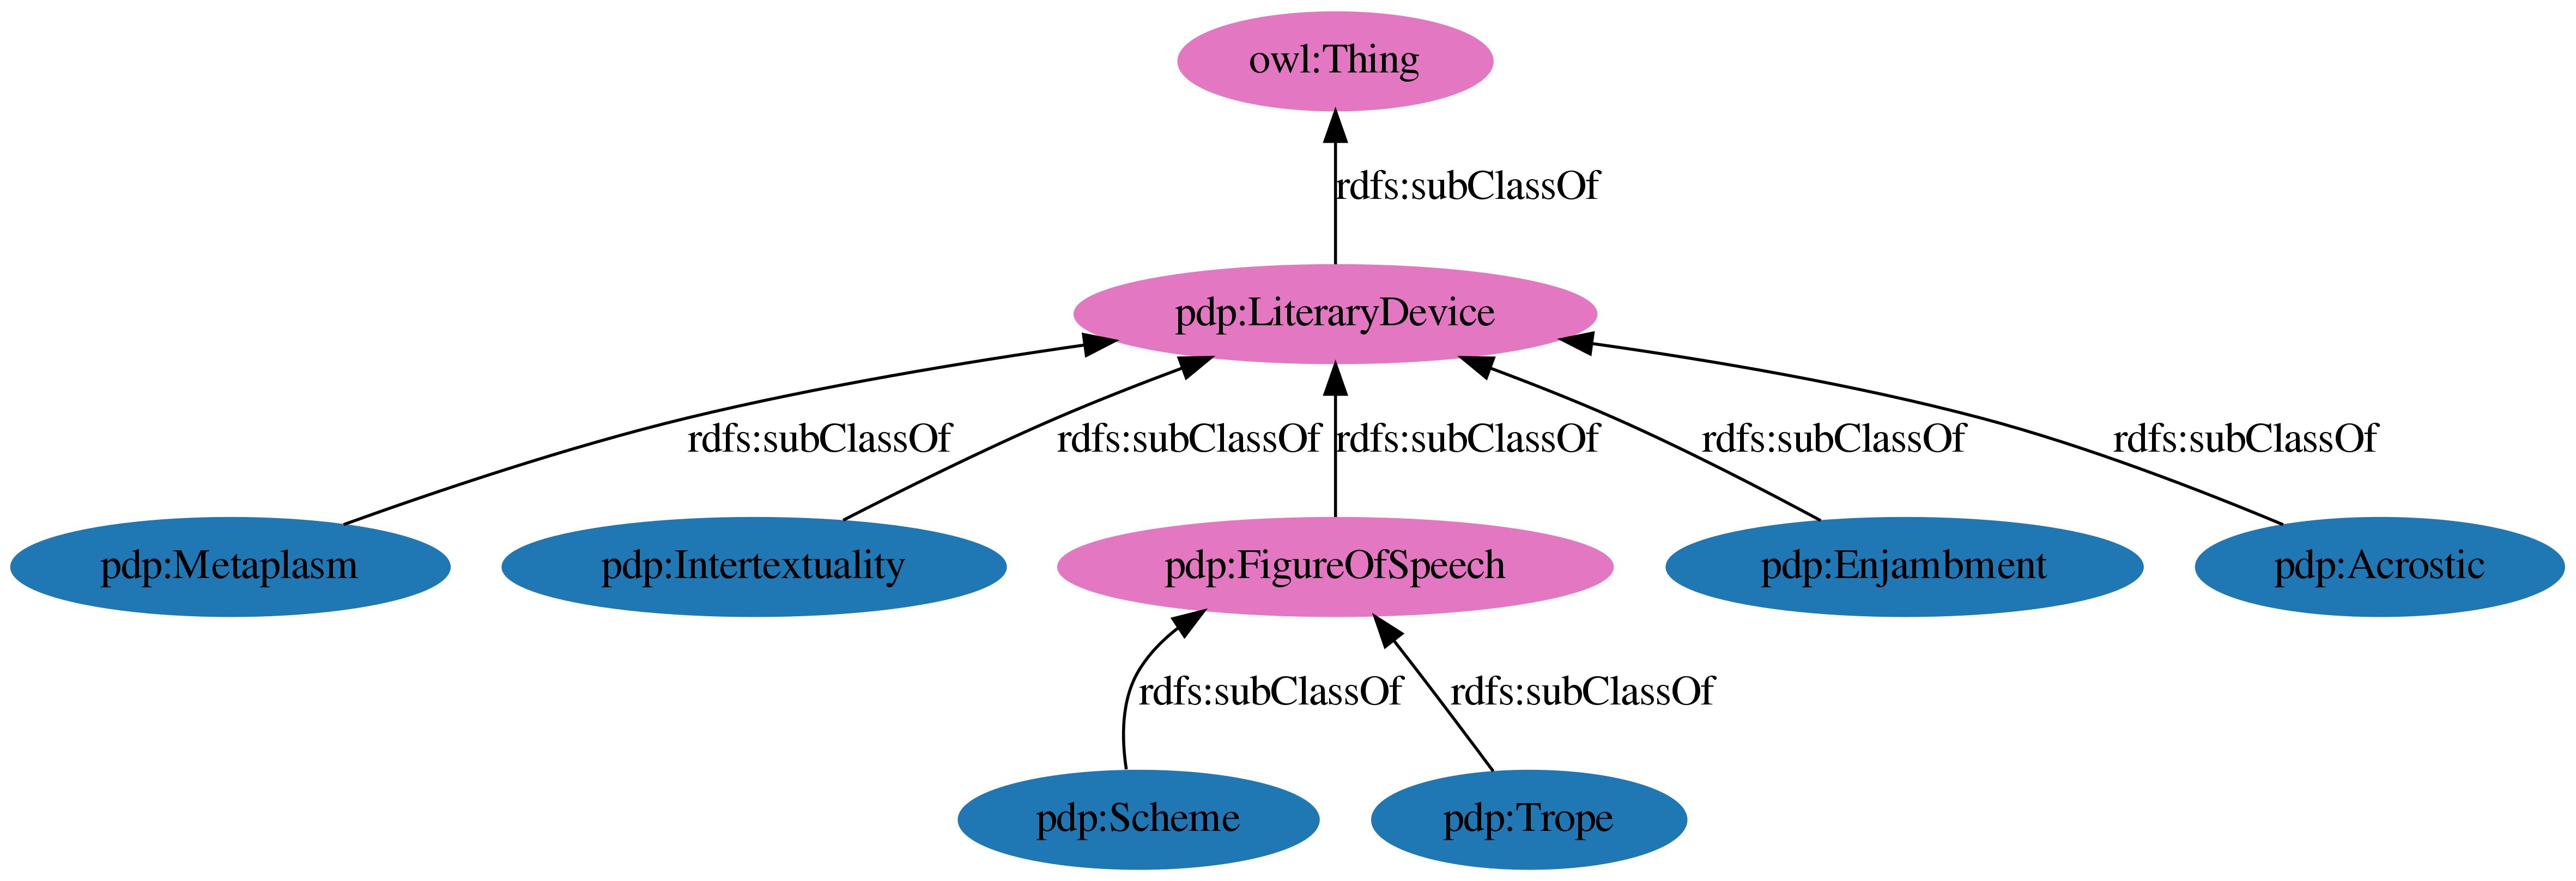 owl:Thing
rdfs:subClassOf
pdp:LiteraryDevice
rdfs:subClassOf
rdfs:subClassOf
rdfs:subClassOf
rdfs:subClassOf
rdfs:subClassOf
pdp:Metaplasm
pdp:Intertextuality
pdp:FigureOfSpeech
pdp:Enjambment
pdp:Acrostic
rdfs:subClassOf
rdfs:subClassOf
pdp:Scheme
pdp:Trope